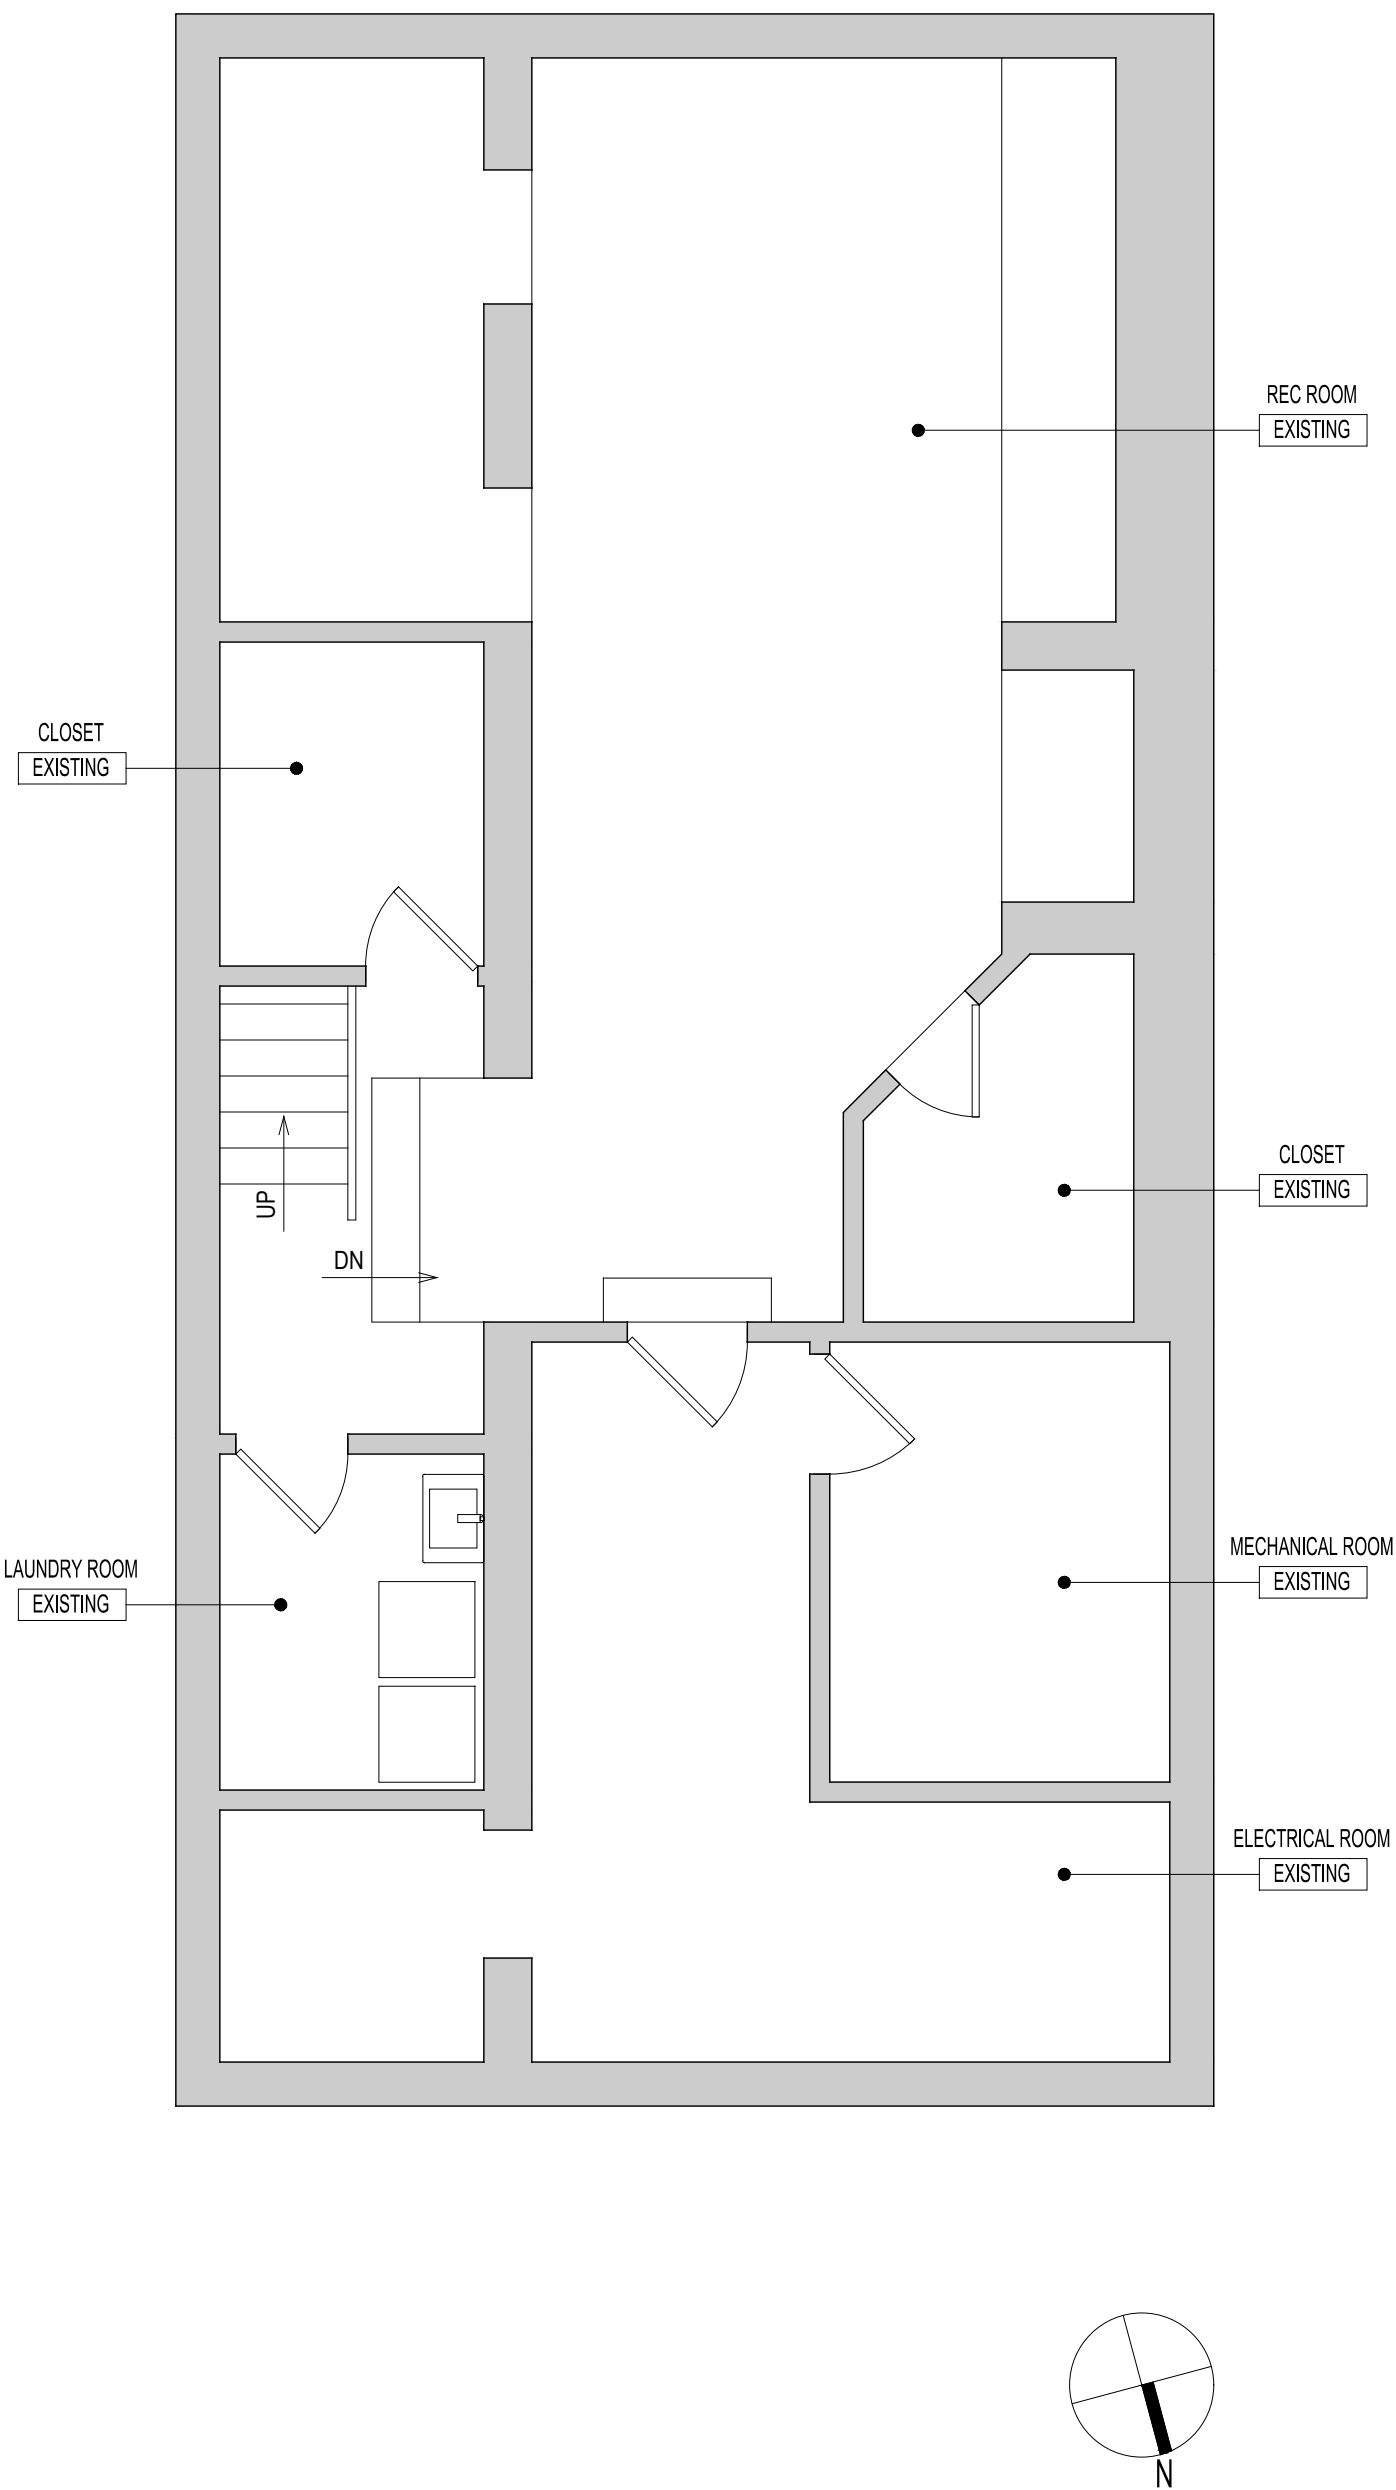 REC ROOM
EXISTING
CLOSET
EXISTING
CLOSET
EXISTING
UP
DN
MECHANICAL ROOM
EXISTING
LAUNDRY ROOM
EXISTING
ELECTRICAL ROOM
EXISTING
N